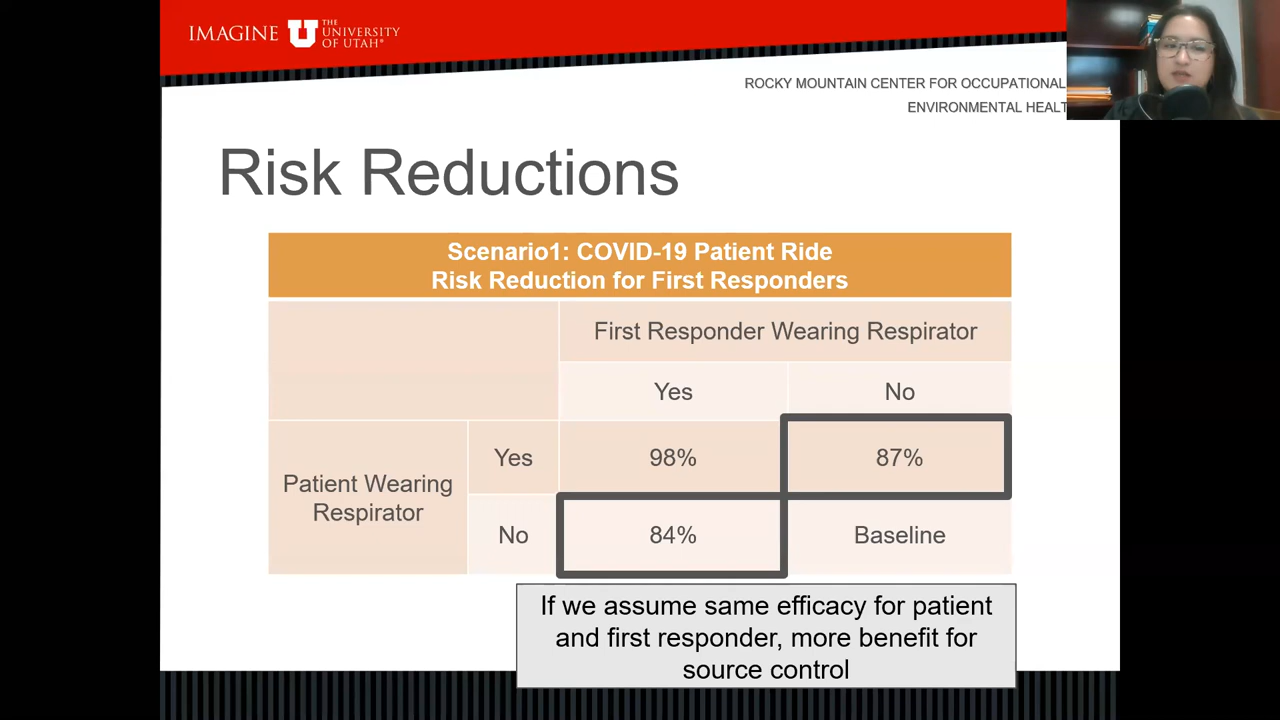 IMAGINE
THE
UNIVERSITY
OF UTAH®
ROCKY MOUNTAIN CENTER FOR OCCUPATIONAL
ENVIRONMENTAL HEALT
Risk Reductions
Scenario1: COVID-19 Patient Ride
Risk Reduction for First Responders
First Responder Wearing Respirator
Yes No
Patient Wearing
Respirator
Yes 98% 87%
No 84% Baseline
If we assume same efficacy for patient
and first responder, more benefit for
source control